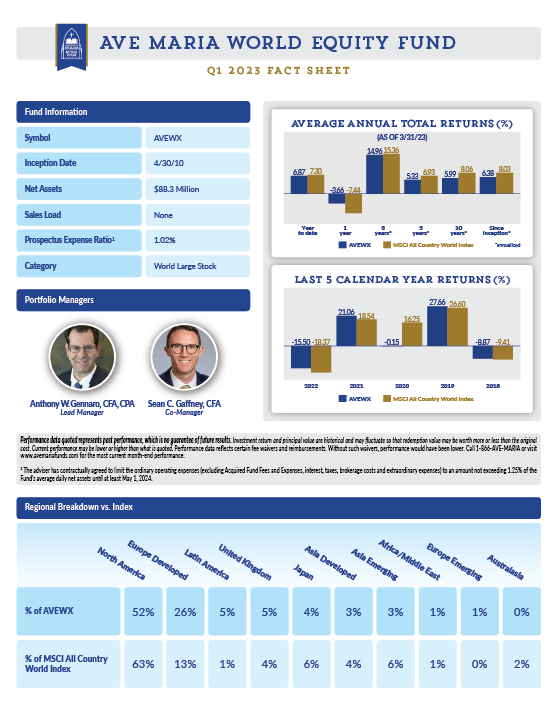 AVE MARIA WORLD EQUITY FUND
Q1 2023 FACT SHEET
Fund Information
Symbol AVEWX
Inception Date 4/30/10
Net Assets $88.3 Million
Sales Load None
Prospectus Expense Ratio¹ 1.02%
Category World Large Stock
Portfolio Managers
Anthony W. Gennaro, CFA, CPA
Lead Manager
Sean C. Gaffney, CFA
Co-Manager
AVERAGE ANNUAL TOTAL RETURNS (%)
(AS OF 3/31/23)
6.87 7.30 -3.66 -7.44 14.96 15.36 5.33 6.93 5.99 8.06 6.38 8.03
Year to date 1 year 5 years* 10 years* Since Inception*
AVEWX MSCI All Country World Index *annualized
LAST 5 CALENDAR YEAR RETURNS (%)
-15.50 -18.37 21.06 18.54 -0.15 16.25 27.66 26.60 -8.87 -9.41
2022 2021 2020 2019 2018
AVEWX MSCI All Country World Index
Performance data quoted represents past performance, which is no guarantee of future results. Investment return and principal value are historical and may fluctuate so that redemption value may be worth more or less than the original
cost. Current performance may be lower or higher than what is quoted. Performance data reflects certain fee waivers and reimbursements. Without such waivers, performance would have been lower. Call 1-866-AVE-MARIA or visit
www.avemariafunds.com for the most current month-end performance.
¹ The adviser has contractually agreed to limit the ordinary operating expenses (excluding Acquired Fund Fees and Expenses, interest, taxes, brokerage costs and extraordinary expenses) to an amount not exceeding 1.25% of the
Fund's average daily net assets until at least May 1, 2024.
Regional Breakdown vs. Index
North America Europe Developed Latin America United Kingdom Japan Asia Developed Asia Emerging Africa/Middle East Europe Emerging Australasia
% of AVEWX 52% 26% 5% 5% 4% 3% 3% 1% 1% 0%
% of MSCI All Country World Index 63% 13% 1% 4% 6% 4% 6% 1% 0% 2%